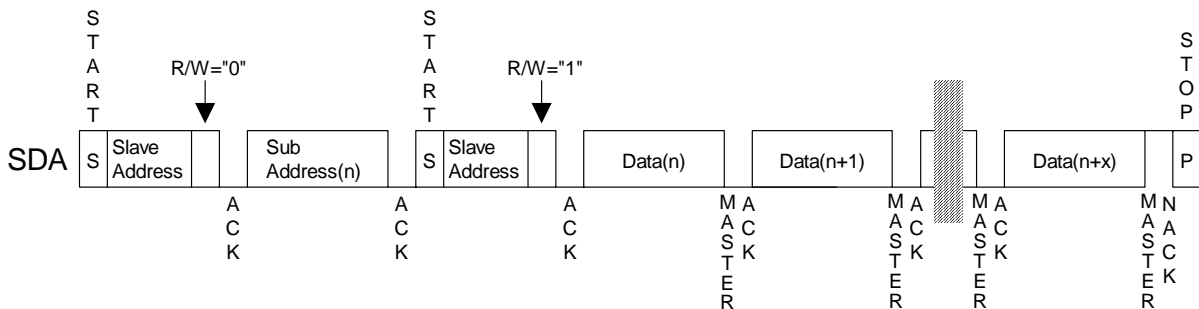 START
START
STOP
R/W="0"
R/W="1"
SDA
S
Slave
Address
Sub
Address(n)
S
Slave
Address
Data(n)
Data(n+1)
Data(n+x)
P
ACK
ACK
ACK
MASTER
ACK
MASTER
ACK
MASTER
ACK
MASTER
NACK